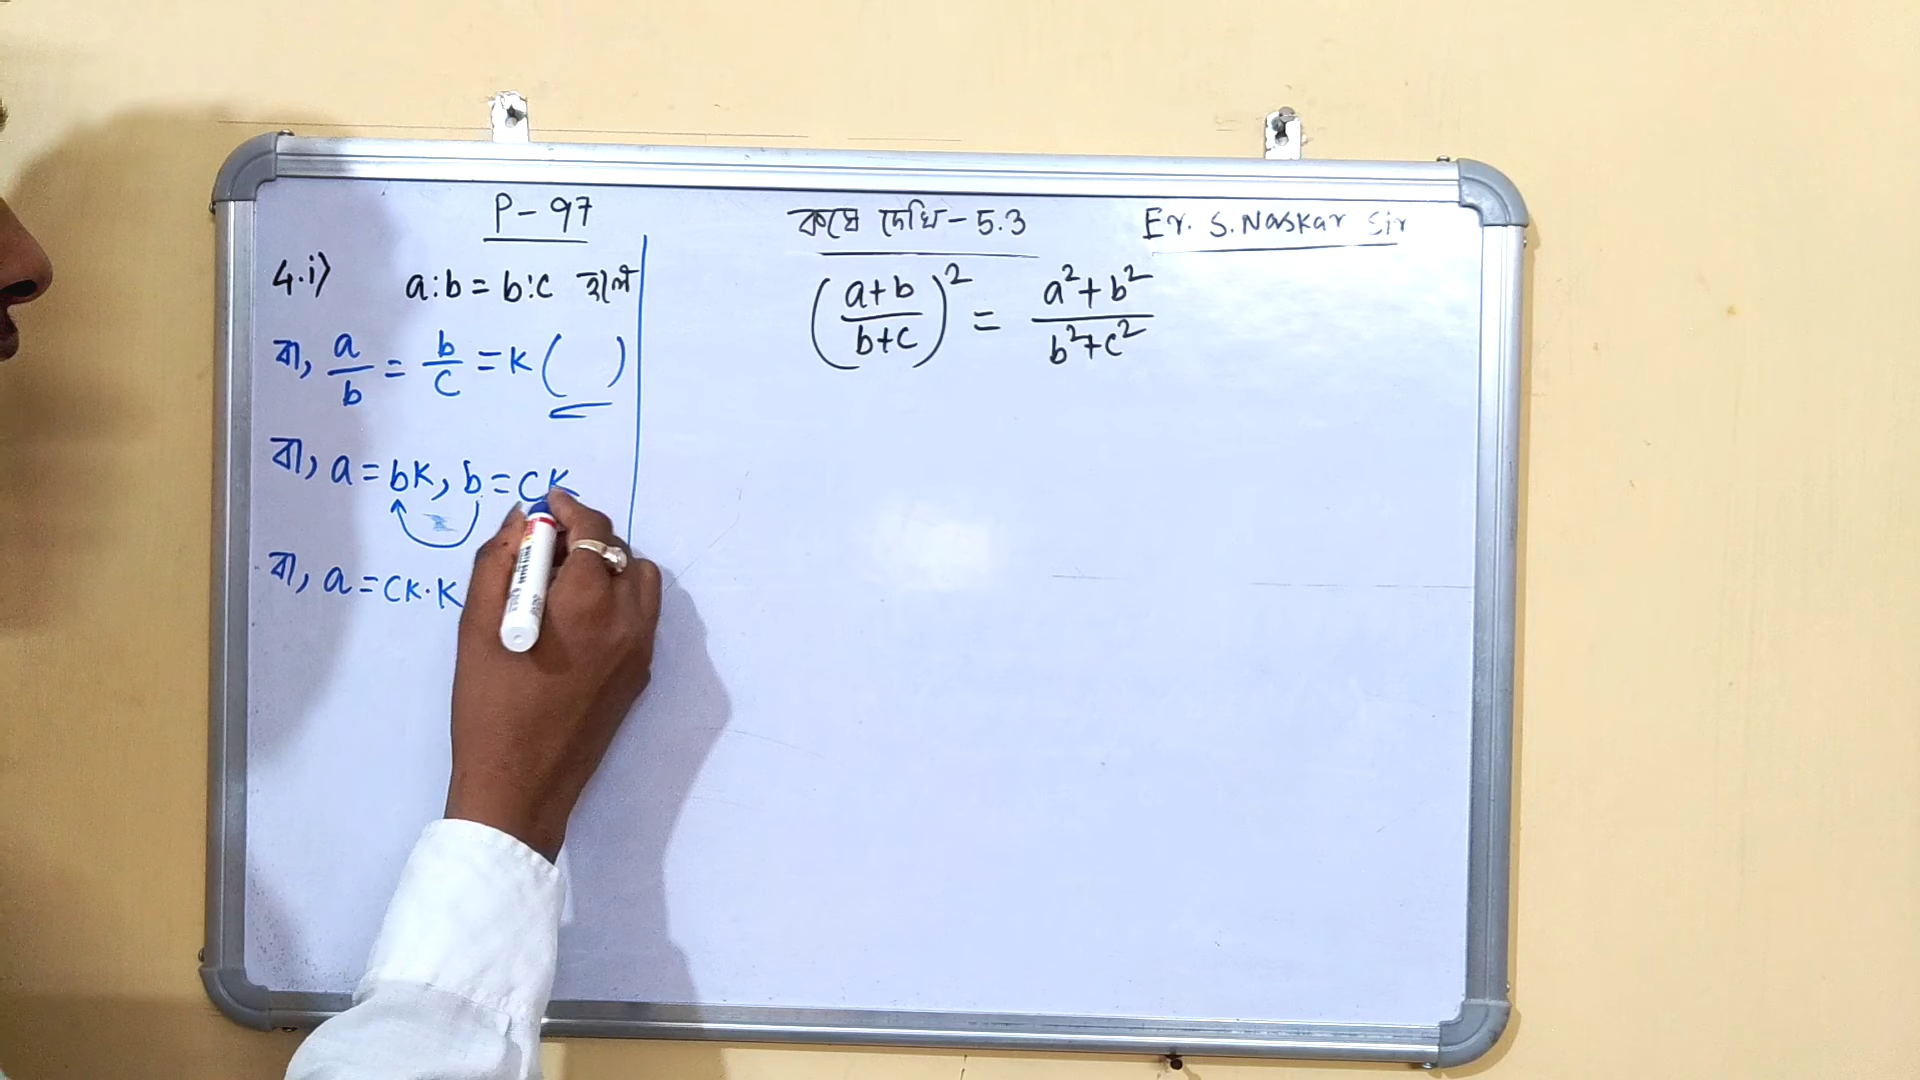 P-97 কষে দেখি-5.3 Er. S. Naskar Sir
4.i) a:b = b:c হলে
(a+b/b+c)² = a²+b²/b²+c²
বা, a/b = b/c = K ( )
বা, a = bK, b = CK
বা, a = CK·K